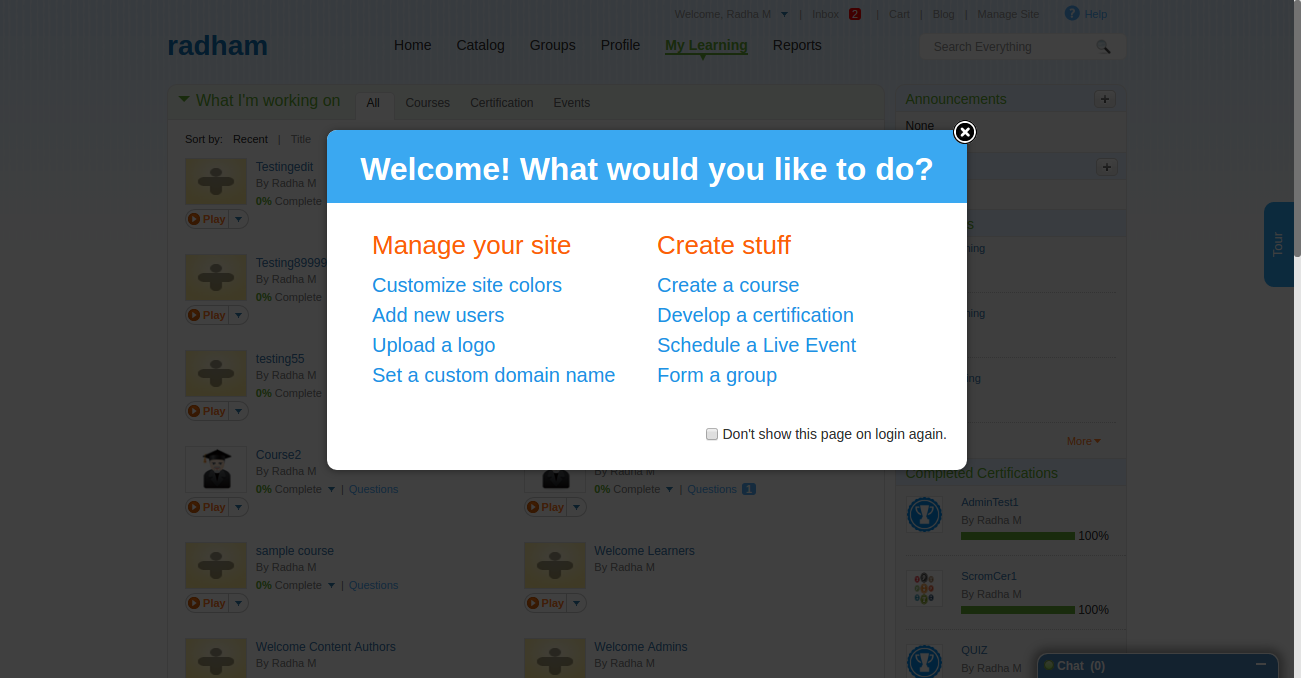 Welcome, Radha M | Inbox 2 | Cart | Blog | Manage Site ? Help
radham
Home Catalog Groups Profile My Learning Reports
Search Everything
What I'm working on All Courses Certification Events
Sort by: Recent | Title
Testingedit
By Radha M
0% Complete
Play
Testing89999
By Radha M
0% Complete
Play
testing55
By Radha M
0% Complete
Play
Course2
By Radha M
0% Complete | Questions
Play
By Radha M
0% Complete | Questions 1
Play
sample course
By Radha M
0% Complete | Questions
Play
Welcome Learners
By Radha M
Play
Welcome Content Authors
By Radha M
Welcome Admins
By Radha M
Welcome! What would you like to do?
Manage your site
Customize site colors
Add new users
Upload a logo
Set a custom domain name
Create stuff
Create a course
Develop a certification
Schedule a Live Event
Form a group
Don't show this page on login again.
Announcements +
None
+
More
Completed Certifications
AdminTest1
By Radha M
100%
ScromCer1
By Radha M
100%
QUIZ
By Radha M
Tour
Chat (0)